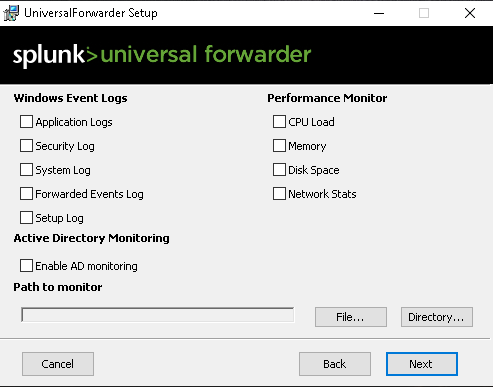 UniversalForwarder Setup
splunk>universal forwarder
Windows Event Logs
Application Logs
Security Log
System Log
Forwarded Events Log
Setup Log
Performance Monitor
CPU Load
Memory
Disk Space
Network Stats
Active Directory Monitoring
Enable AD monitoring
Path to monitor
File...
Directory...
Cancel
Back
Next